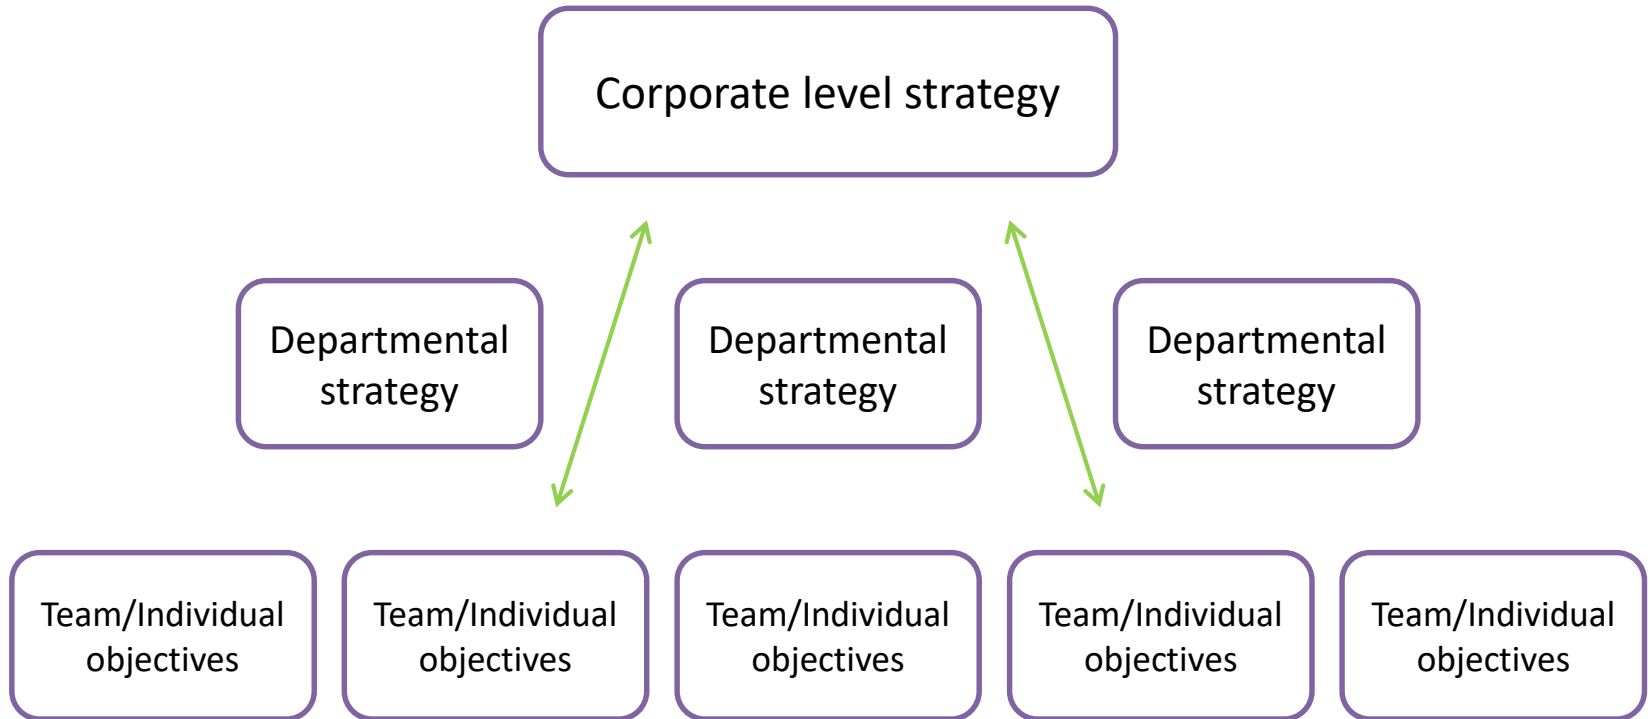 Corporate level strategy
Departmental
strategy
Departmental
strategy
Departmental
strategy
Team/Individual
objectives
Team/Individual
objectives
Team/Individual
objectives
Team/Individual
objectives
Team/Individual
objectives